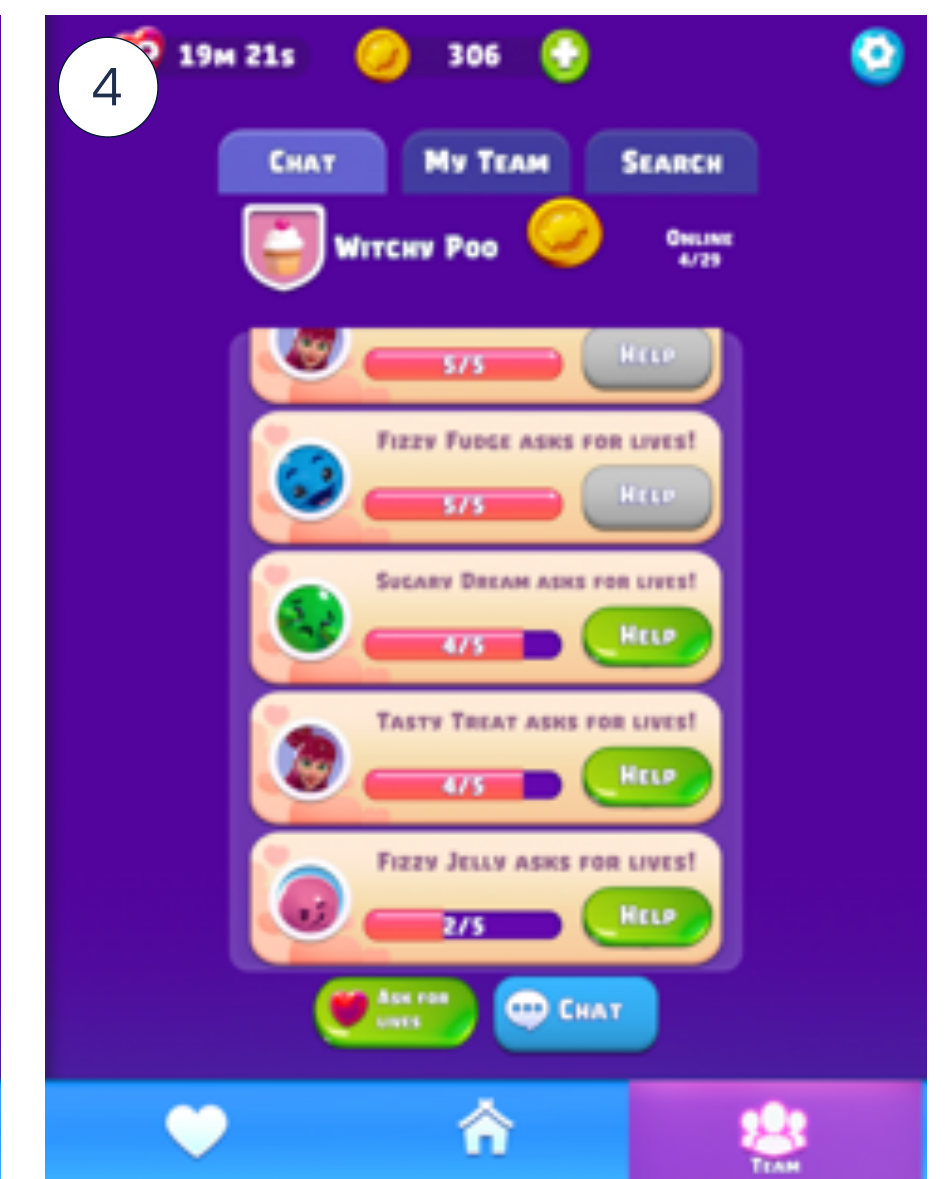 4
19M 21S
306
CHAT
MY TEAM
SEARCH
WITCHY POO
ONLINE
4/29
5/5
HELP
FIZZY FUDGE ASKS FOR LIVES!
5/5
HELP
SUGARY DREAM ASKS FOR LIVES!
4/5
HELP
TASTY TREAT ASKS FOR LIVES!
4/5
HELP
FIZZY JELLY ASKS FOR LIVES!
2/5
HELP
ASK FOR
LIVES
CHAT
TEAM